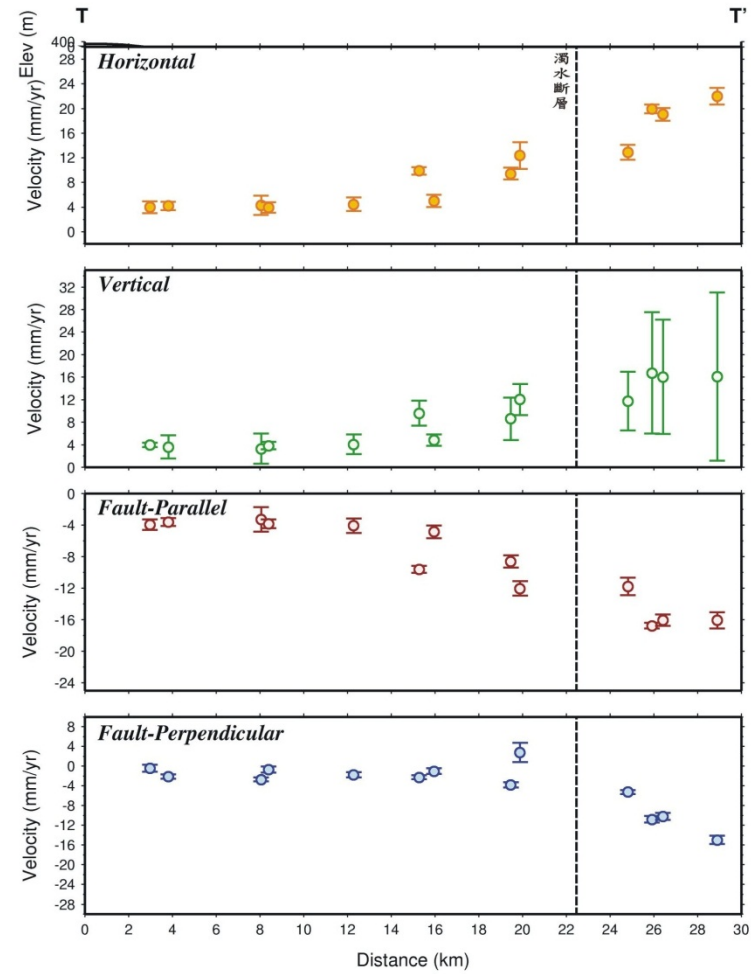 T T’
Elev (m)
400
0
Horizontal
濁水斷層
Velocity (mm/yr)
28
24
20
16
12
8
4
0
Vertical
Velocity (mm/yr)
32
28
24
20
16
12
8
4
0
Fault-Parallel
Velocity (mm/yr)
0
-4
-8
-12
-16
-20
-24
Fault-Perpendicular
Velocity (mm/yr)
8
4
0
-4
-8
-12
-16
-20
-24
-28
0 2 4 6 8 10 12 14 16 18 20 22 24 26 28 30
Distance (km)